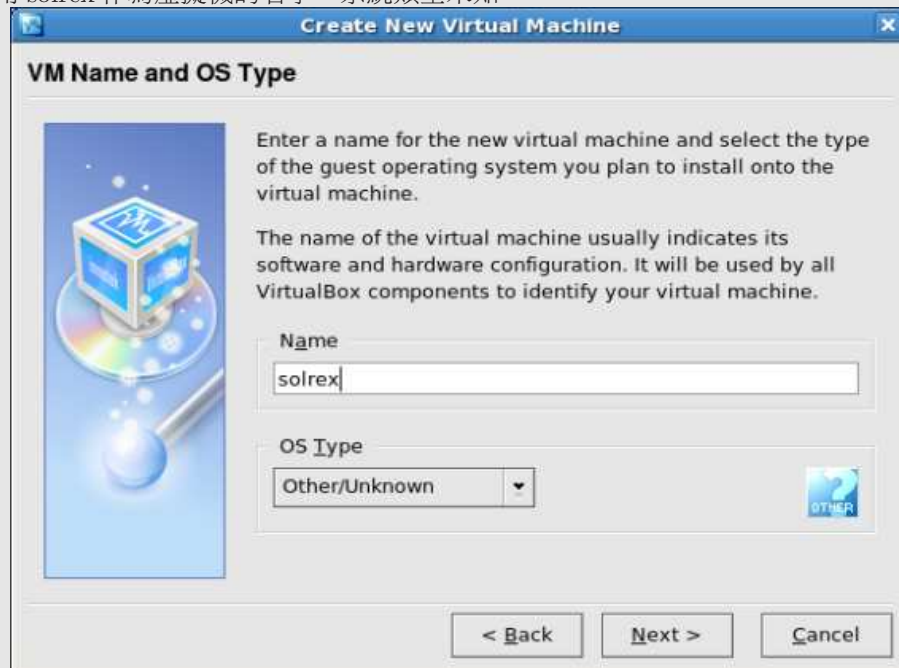 Create New Virtual Machine
VM Name and OS Type
Enter a name for the new virtual machine and select the type
of the guest operating system you plan to install onto the
virtual machine.
The name of the virtual machine usually indicates its
software and hardware configuration. It will be used by all
VirtualBox components to identify your virtual machine.
Name
solrex
OS Type
Other/Unknown
OTHER
< Back
Next >
Cancel